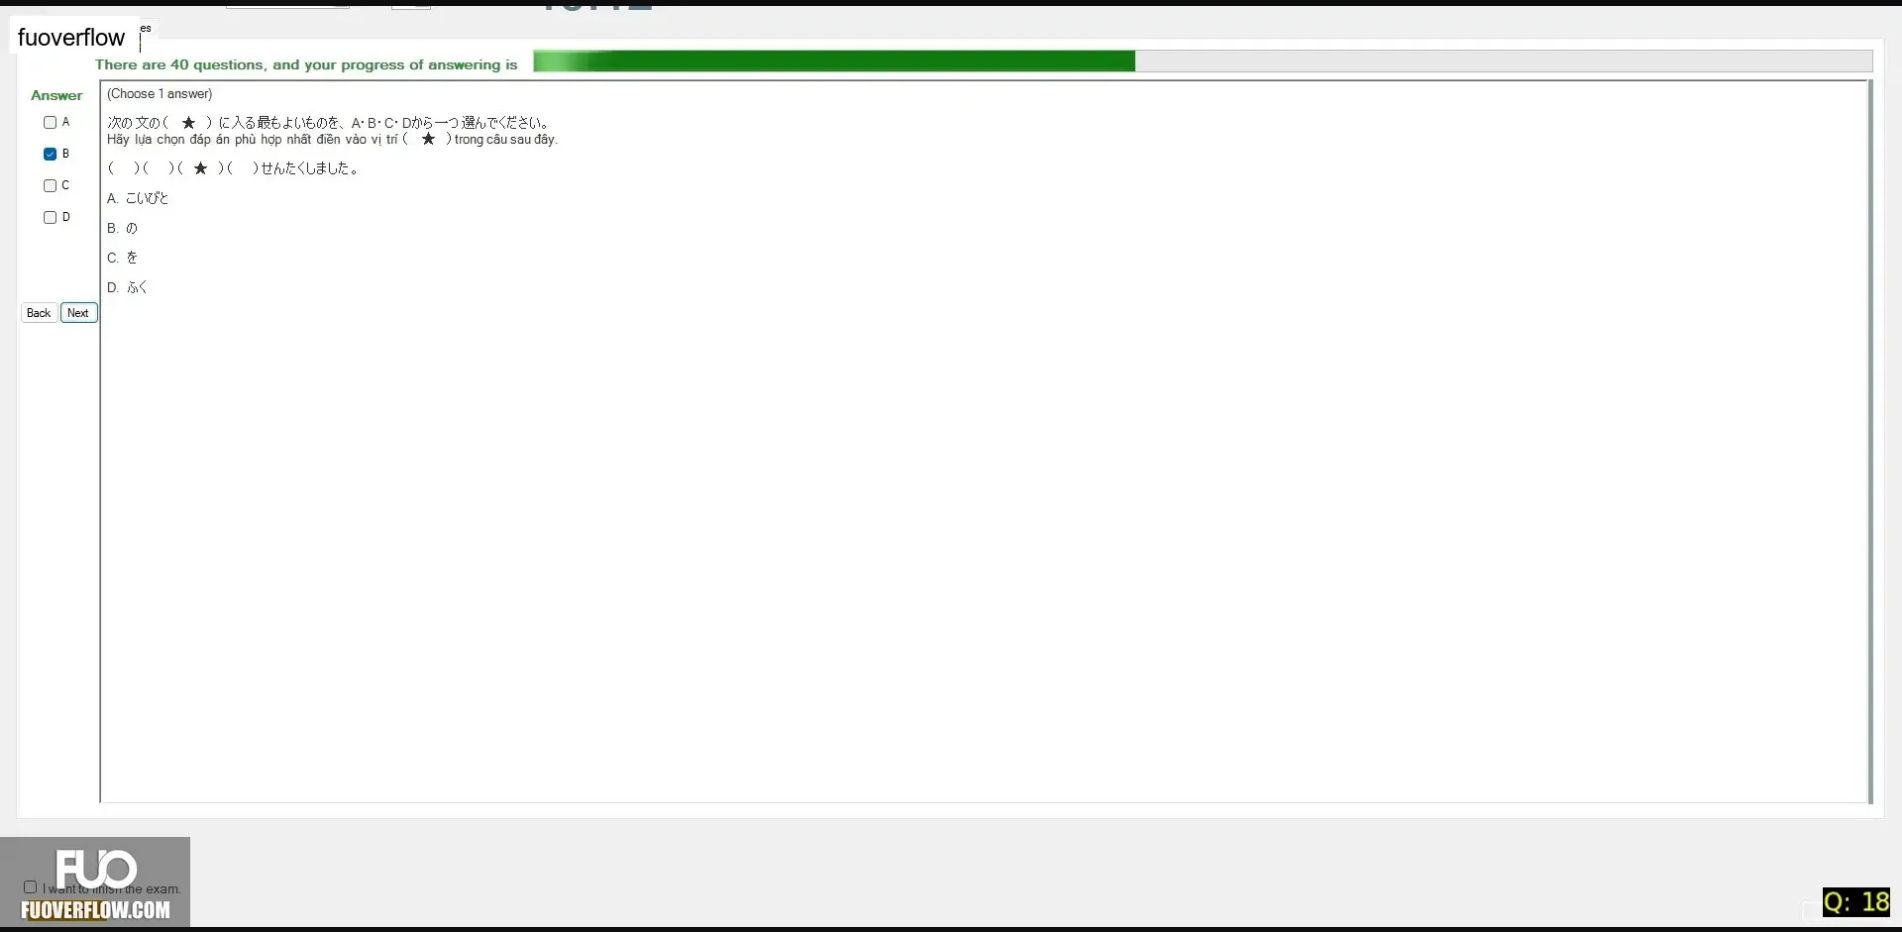 fuoverflow
es
There are 40 questions, and your progress of answering is
Answer
(Choose 1 answer)
A
次の文の( ★ )に入る最もよいものを、A・B・C・Dから一つ選んでください。
Hãy lựa chọn đáp án phù hợp nhất điền vào vị trí ( ★ ) trong câu sau đây.
B
( )( )( ★ )( )せんたくしました。
C
A. こいびと
D
B. の
C. を
D. ふく
Back
Next
FUO
I want to finish the exam.
FUOVERFLOW.COM
Q: 18